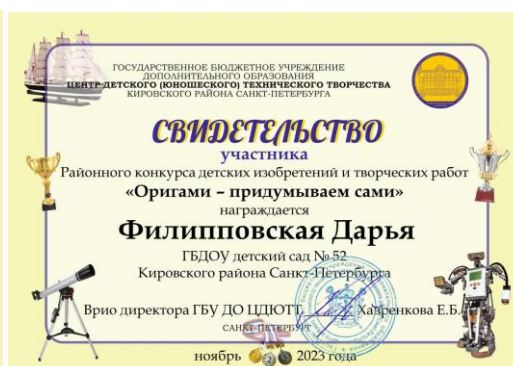 ГОСУДАРСТВЕННОЕ БЮДЖЕТНОЕ УЧРЕЖДЕНИЕ
ДОПОЛНИТЕЛЬНОГО ОБРАЗОВАНИЯ
ЦЕНТР ДЕТСКОГО (ЮНОШЕСКОГО) ТЕХНИЧЕСКОГО ТВОРЧЕСТВА
КИРОВСКОГО РАЙОНА САНКТ-ПЕТЕРБУРГА
СВИДЕТЕЛЬСТВО
участника
Районного конкурса детских изобретений и творческих работ
«Оригами – придумываем сами»
награждается
Филипповская Дарья
ГБДОУ детский сад № 52
Кировского района Санкт-Петербурга
Врио директора ГБУ ДО ЦДЮТТ Хавренкова Е.Б.
САНКТ-ПЕТЕРБУРГ
ноябрь 2023 года